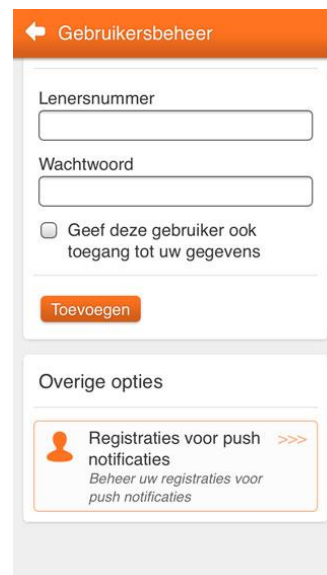 Gebruikersbeheer
Lenersnummer
Wachtwoord
Geef deze gebruiker ook
toegang tot uw gegevens
Toevoegen
Overige opties
Registraties voor push >>>
notificaties
Beheer uw registraties voor
push notificaties